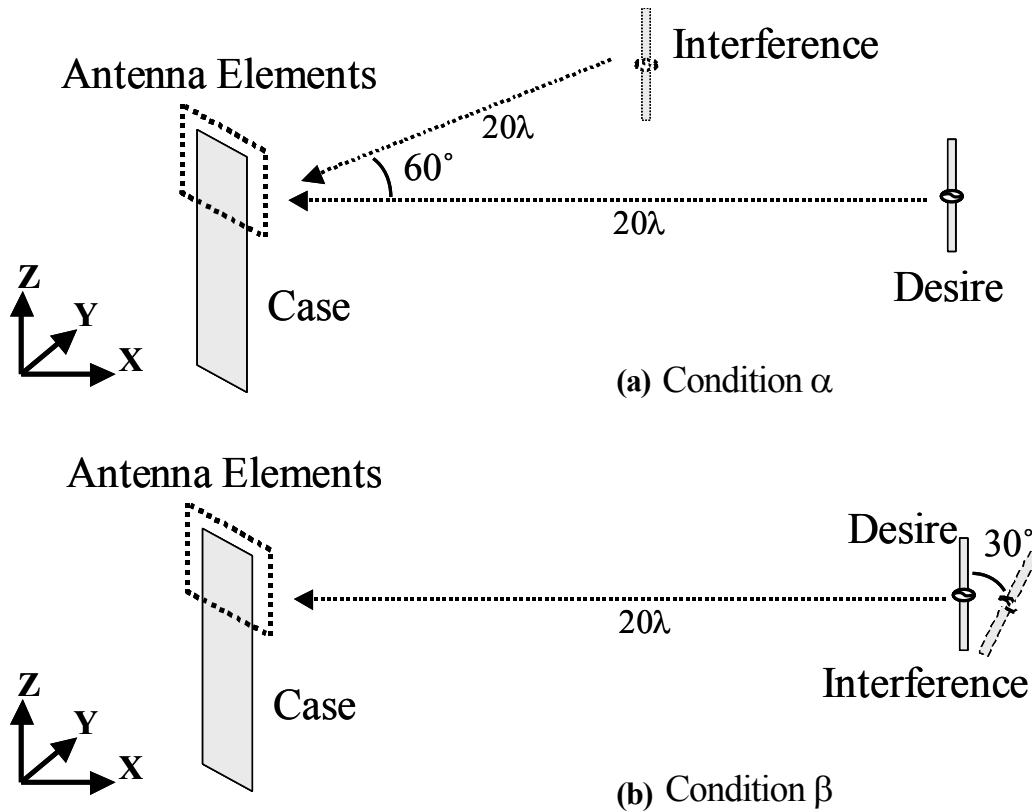 Interference
Antenna Elements
20λ
60°
20λ
Desire
Case
Z
Y
X
(a) Condition α
Antenna Elements
Desire
30°
20λ
Interference
Case
Z
Y
X
(b) Condition β